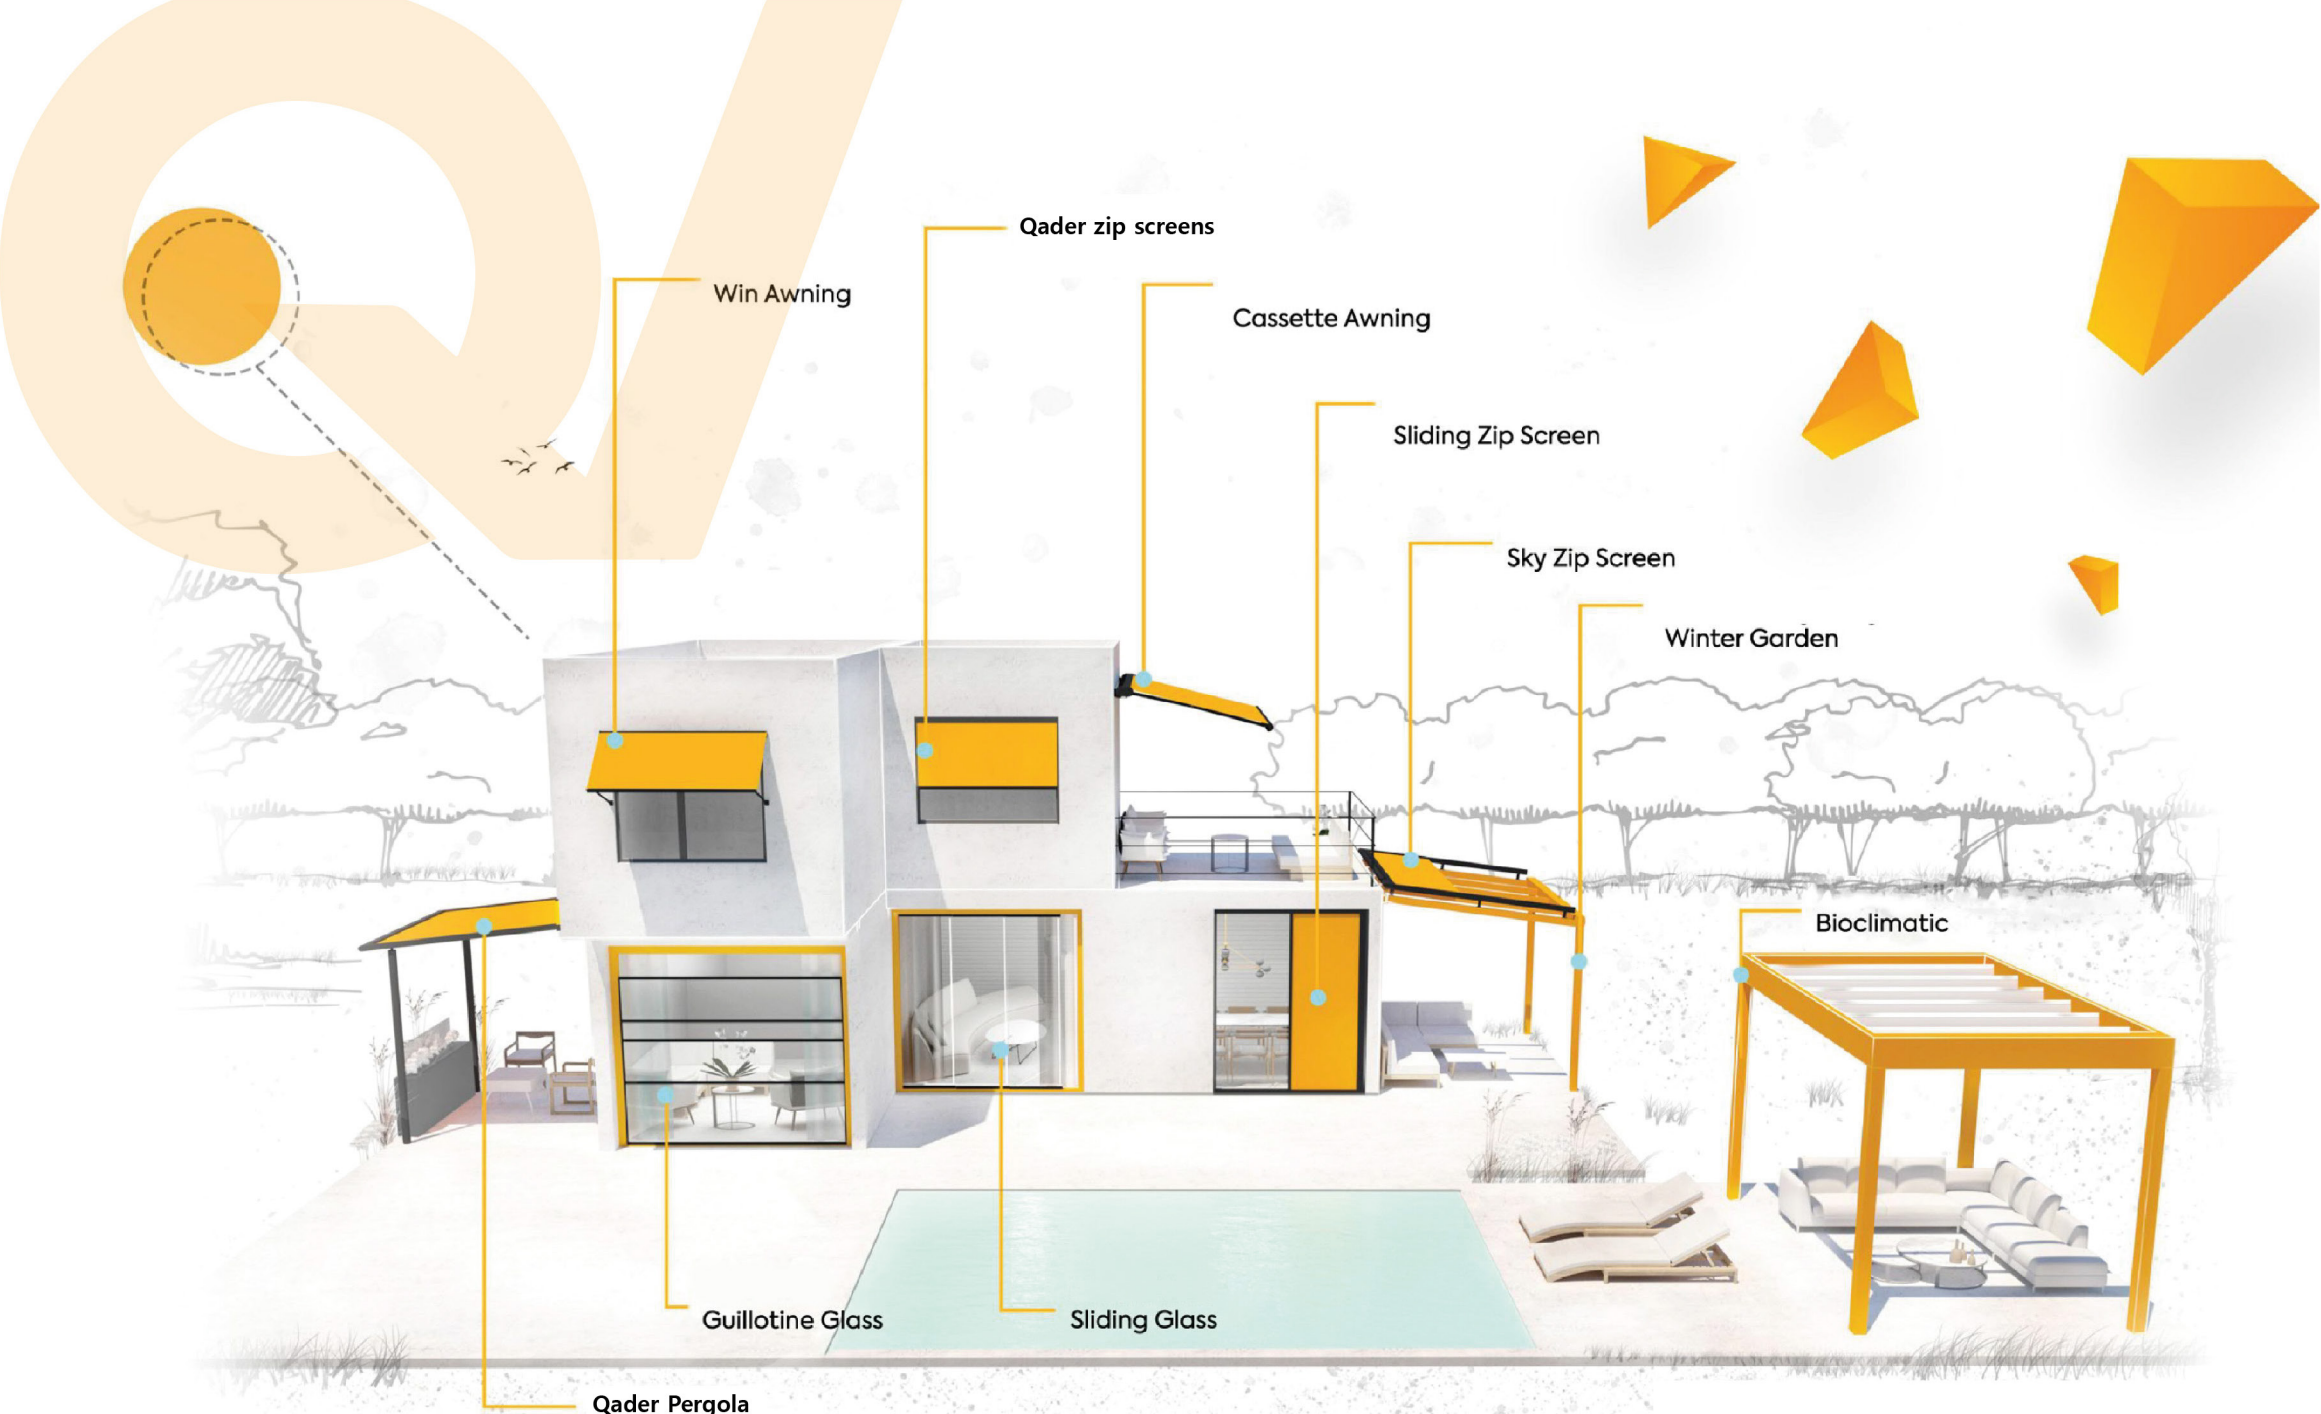 Qader zip screens
Win Awning
Cassette Awning
Sliding Zip Screen
Sky Zip Screen
Winter Garden
Bioclimatic
Guillotine Glass
Sliding Glass
Qader Pergola